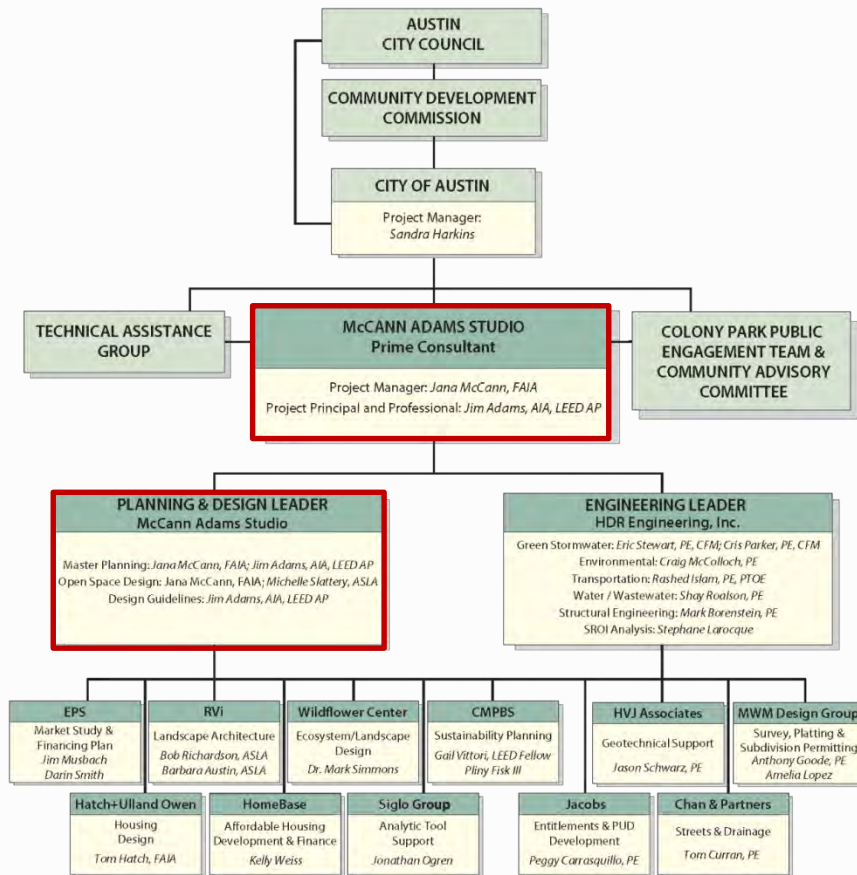 AUSTIN
CITY COUNCIL
COMMUNITY DEVELOPMENT
COMMISSION
CITY OF AUSTIN
Project Manager:
Sandra Harkins
TECHNICAL ASSISTANCE
GROUP
McCANN ADAMS STUDIO
Prime Consultant
Project Manager: Jana McCann, FAIA
Project Principal and Professional: Jim Adams, AIA, LEED AP
COLONY PARK PUBLIC
ENGAGEMENT TEAM &
COMMUNITY ADVISORY
COMMITTEE
PLANNING & DESIGN LEADER
McCann Adams Studio
Master Planning: Jana McCann, FAIA; Jim Adams, AIA, LEED AP
Open Space Design: Jana McCann, FAIA; Michelle Slattery, ASLA
Design Guidelines: Jim Adams, AIA, LEED AP
ENGINEERING LEADER
HDR Engineering, Inc.
Green Stormwater: Eric Stewart, PE, CFM; Cris Parker, PE, CFM
Environmental: Craig McColloch, PE
Transportation: Rashed Islam, PE, PTOE
Water / Wastewater: Shay Roalson, PE
Structural Engineering: Mark Borenstein, PE
SROI Analysis: Stephane Larocque
EPS
Market Study &
Financing Plan
Jim Musbach
Darin Smith
RVi
Landscape Architecture
Bob Richardson, ASLA
Barbara Austin, ASLA
Wildflower Center
Ecosystem/Landscape
Design
Dr. Mark Simmons
CMPBS
Sustainability Planning
Gail Vittori, LEED Fellow
Pliny Fisk III
HVJ Associates
Geotechnical Support
Jason Schwarz, PE
MWM Design Group
Survey, Platting &
Subdivision Permitting
Anthony Goode, PE
Amelia Lopez
Hatch+Ulland Owen
Housing
Design
Tom Hatch, FAIA
HomeBase
Affordable Housing
Development & Finance
Kelly Weiss
Siglo Group
Analytic Tool
Support
Jonathan Ogren
Jacobs
Entitlements & PUD
Development
Peggy Carrasquillo, PE
Chan & Partners
Streets & Drainage
Tom Curran, PE